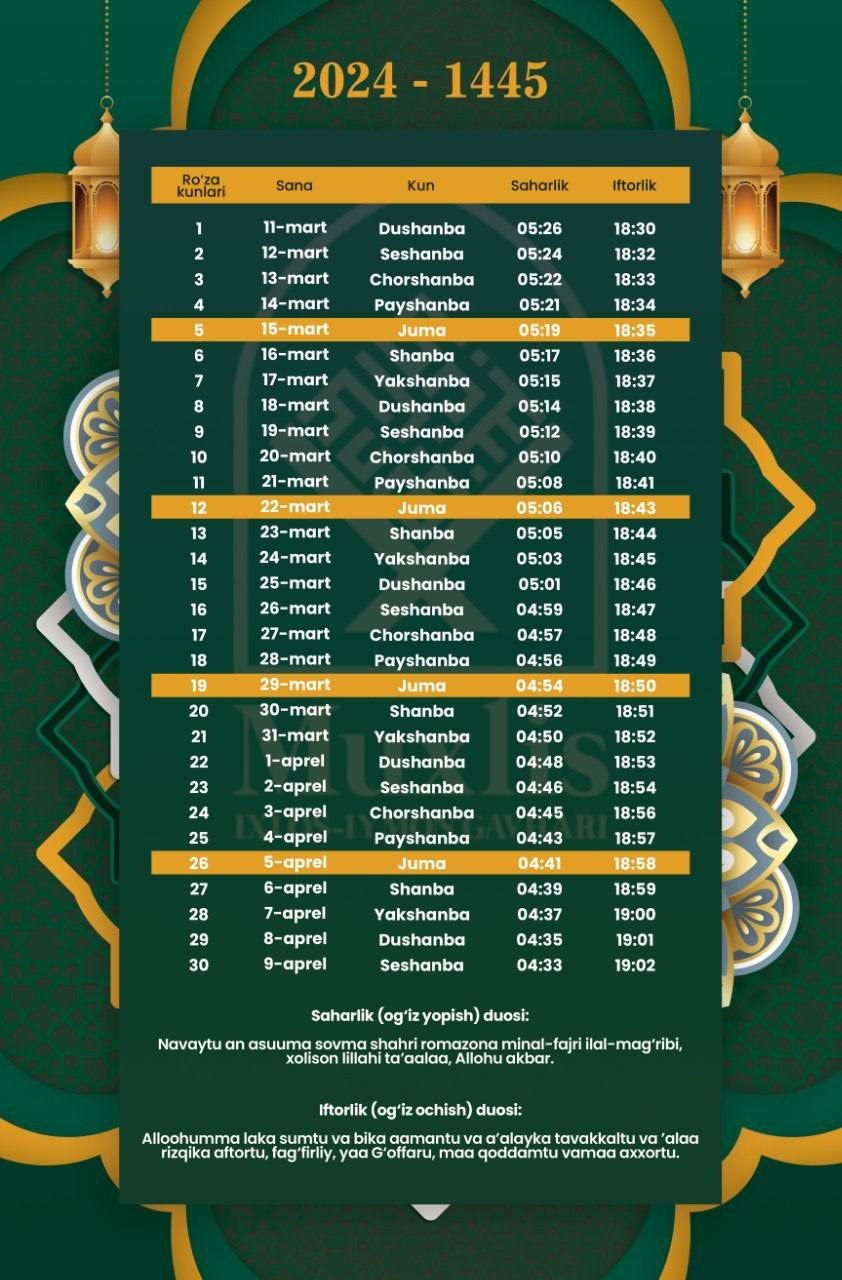 2024 - 1445
Ro‘za kunlari Sana Kun Saharlik Iftorlik
1 11-mart Dushanba 05:26 18:30
2 12-mart Seshanba 05:24 18:32
3 13-mart Chorshanba 05:22 18:33
4 14-mart Payshanba 05:21 18:34
5 15-mart Juma 05:19 18:35
6 16-mart Shanba 05:17 18:36
7 17-mart Yakshanba 05:15 18:37
8 18-mart Dushanba 05:14 18:38
9 19-mart Seshanba 05:12 18:39
10 20-mart Chorshanba 05:10 18:40
11 21-mart Payshanba 05:08 18:41
12 22-mart Juma 05:06 18:43
13 23-mart Shanba 05:05 18:44
14 24-mart Yakshanba 05:03 18:45
15 25-mart Dushanba 05:01 18:46
16 26-mart Seshanba 04:59 18:47
17 27-mart Chorshanba 04:57 18:48
18 28-mart Payshanba 04:56 18:49
19 29-mart Juma 04:54 18:50
20 30-mart Shanba 04:52 18:51
21 31-mart Yakshanba 04:50 18:52
22 1-aprel Dushanba 04:48 18:53
23 2-aprel Seshanba 04:46 18:54
24 3-aprel Chorshanba 04:45 18:56
25 4-aprel Payshanba 04:43 18:57
26 5-aprel Juma 04:41 18:58
27 6-aprel Shanba 04:39 18:59
28 7-aprel Yakshanba 04:37 19:00
29 8-aprel Dushanba 04:35 19:01
30 9-aprel Seshanba 04:33 19:02
Muxlis
Saharlik (og‘iz yopish) duosi:
Navaytu an asuuma sovma shahri romazona minal-fajri ilal-mag‘ribi,
xolison lillahi ta’aalaa, Allohu akbar.
Iftorlik (og‘iz ochish) duosi:
Alloohumma laka sumtu va bika aamantu va a’alayka tavakkaltu va ’alaa
rizqika aftortu, fag‘firliy, yaa G‘offaru, maa qoddamtu vamaa axxortu.